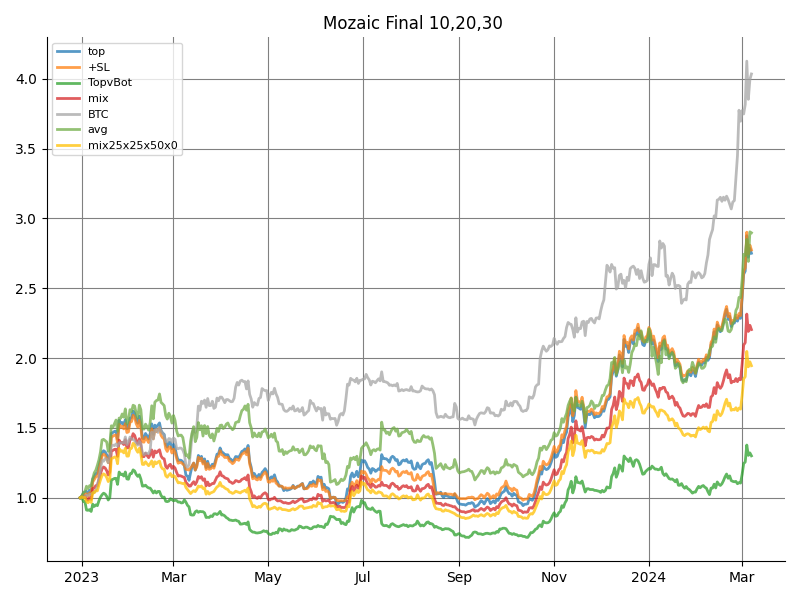 Mozaic Final 10,20,30
top
+SL
TopvBot
mix
BTC
avg
mix25x25x50x0
4.0
3.5
3.0
2.5
2.0
1.5
1.0
2023 Mar May Jul Sep Nov 2024 Mar